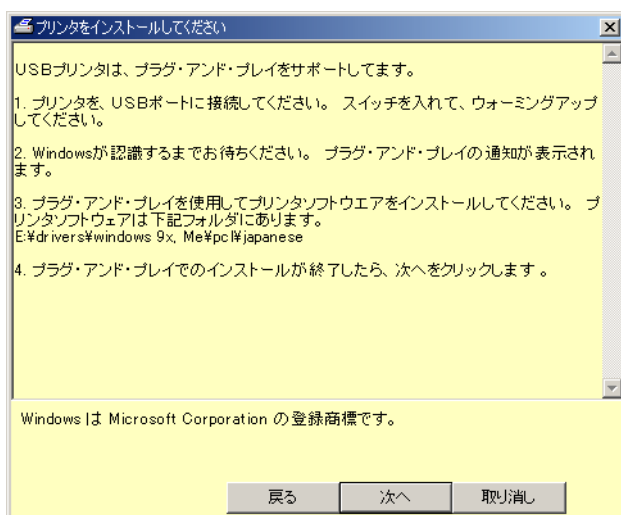 プリンタをインストールしてください
USBプリンタは、プラグ・アンド・プレイをサポートしてます。
1. プリンタを、USBポートに接続してください。 スイッチを入れて、ウォーミングアップ
してください。
2. Windowsが認識するまでお待ちください。 プラグ・アンド・プレイの通知が表示され
ます。
3. プラグ・アンド・プレイを使用してプリンタソフトウエアをインストールしてください。 プ
リンタソフトウェアは下記フォルダにあります。
E:¥drivers¥windows 9x, Me¥pcl¥japanese
4. プラグ・アンド・プレイでのインストールが終了したら、次へをクリックします 。
Windows は Microsoft Corporation の登録商標です。
戻る 次へ 取り消し